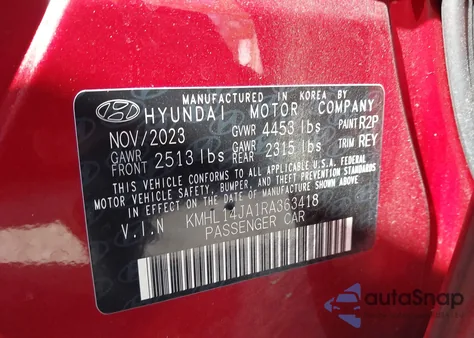 MANUFACTURED IN KOREA BY
HYUNDAI MOTOR COMPANY
NOV/2023 GVWR 4453 lbs PAINT R2P
GAWR FRONT 2513 lbs GAWR REAR 2315 lbs TRIM REY
THIS VEHICLE CONFORMS TO ALL APPLICABLE U.S.A. FEDERAL
MOTOR VEHICLE SAFETY, BUMPER, AND THEFT PREVENTION STANDARDS
IN EFFECT ON THE DATE OF MANUFACTURE SHOWN ABOVE.
V.I.N KMHL14JA1RA363418
PASSENGER CAR
autoSnap